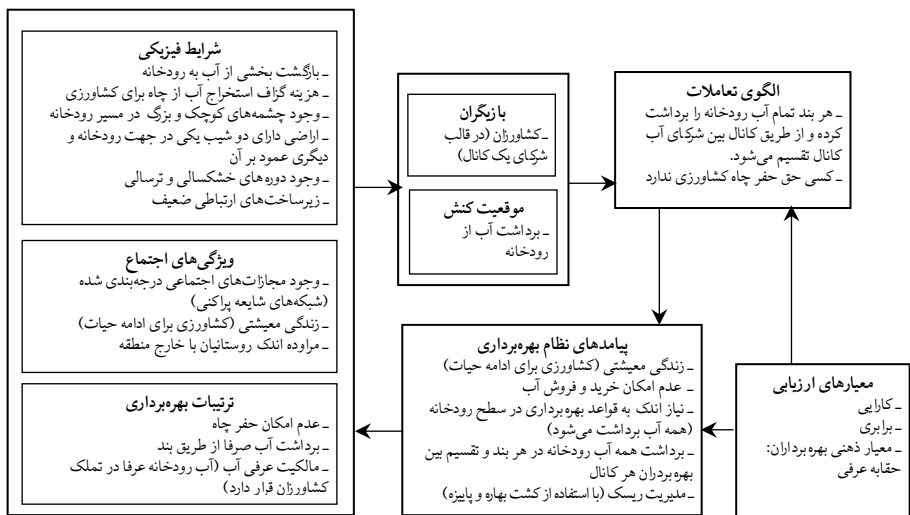 شرایط فیزیکی
ـ بازگشت بخشی از آب به رودخانه
ـ هزینه گزاف استخراج آب از چاه برای کشاورزی
ـ وجود چشمه‌های کوچک و بزرگ در مسیر رودخانه
ـ اراضی دارای دو شیب یکی در جهت رودخانه و
دیگری عمود بر آن
ـ وجود دوره‌های خشکسالی و ترسالی
ـ زیرساخت‌های ارتباطی ضعیف
ویژگی‌های اجتماع
ـ وجود مجازات‌های اجتماعی درجه‌بندی شده
(شبکه‌های شایعه پراکنی)
ـ زندگی معیشتی (کشاورزی برای ادامه حیات)
ـ مراوده اندک روستانیان با خارج منطقه
ترتیبات بهره‌برداری
ـ عدم امکان حفر چاه
ـ برداشت آب صرفا از طریق بند
ـ مالکیت عرفی آب (آب رودخانه عرفا در تملک
کشاورزان قرار دارد)
بازیگران
ـ کشاورزان (در قالب
شرکای یک کانال)
موقعیت کنش
ـ برداشت آب از
رودخانه
الگوی تعاملات
ـ هر بند تمام آب رودخانه را برداشت
کرده و از طریق کانال بین شرکای آب
کانال تقسیم می‌شود.
ـ کسی حق حفر چاه کشاورزی ندارد
پیامدهای نظام بهره‌برداری
ـ زندگی معیشتی (کشاورزی برای ادامه حیات)
ـ عدم امکان خرید و فروش آب
ـ نیاز اندک به قواعد بهره‌برداری در سطح رودخانه
(همه آب برداشت می‌شود)
ـ برداشت همه آب رودخانه در هر بند و تقسیم بین
بهره‌بردران هر کانال
ـ مدیریت ریسک (با استفاده از کشت بهاره و پاییزه)
معیارهای ارزیابی
ـ کارایی
ـ برابری
ـ معیار ذهنی بهره‌برداران:
حقابه عرفی